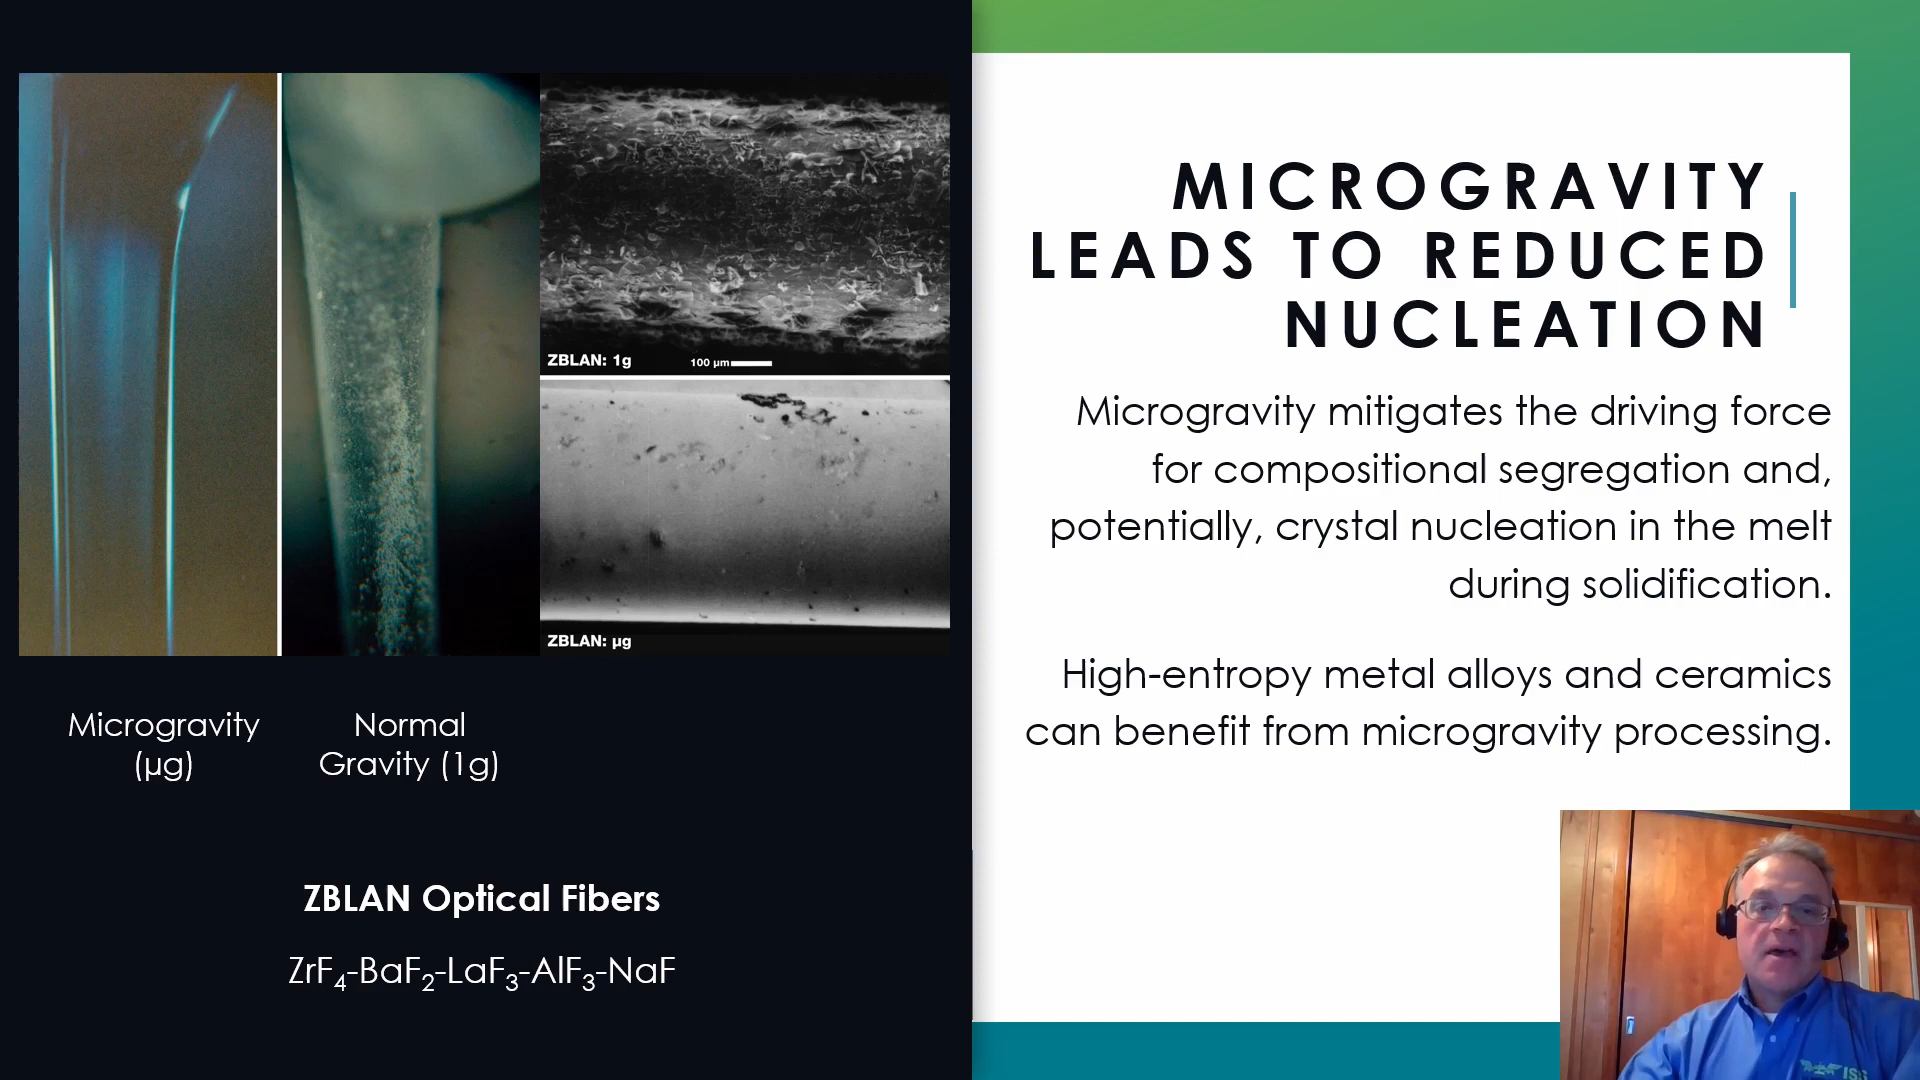 ZBLAN: 1g
100 µm
ZBLAN: µg
Microgravity
(µg)
Normal
Gravity (1g)
ZBLAN Optical Fibers
ZrF₄-BaF₂-LaF₃-AlF₃-NaF
MICROGRAVITY
LEADS TO REDUCED
NUCLEATION
Microgravity mitigates the driving force
for compositional segregation and,
potentially, crystal nucleation in the melt
during solidification.
High-entropy metal alloys and ceramics
can benefit from microgravity processing.
ISS